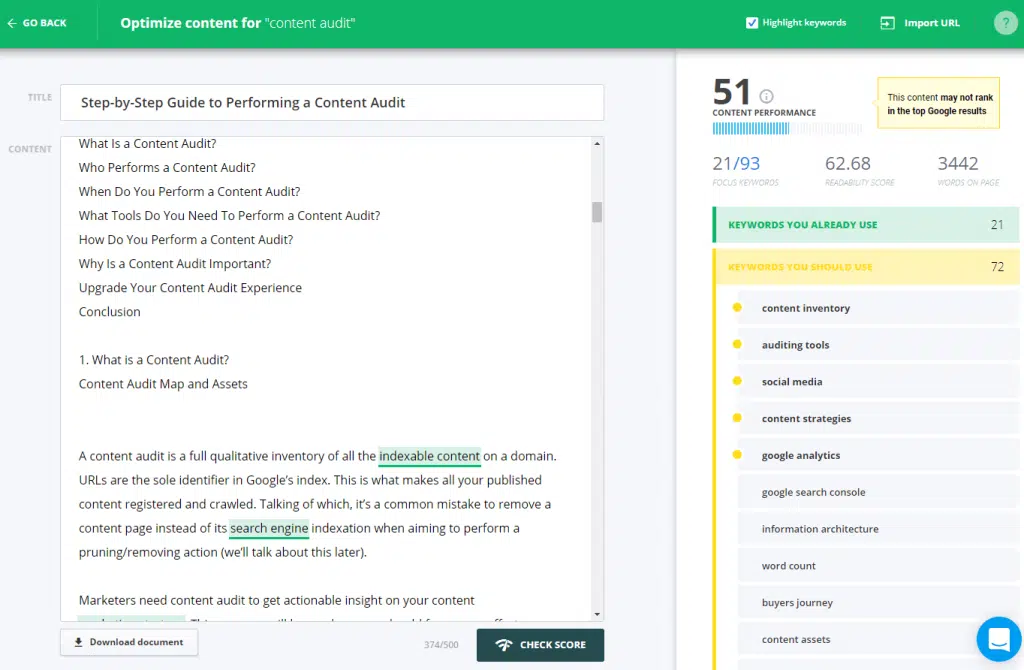 GO BACK
Optimize content for "content audit"
Highlight keywords
Import URL
?
TITLE
Step-by-Step Guide to Performing a Content Audit
CONTENT
What Is a Content Audit?
Who Performs a Content Audit?
When Do You Perform a Content Audit?
What Tools Do You Need To Perform a Content Audit?
How Do You Perform a Content Audit?
Why Is a Content Audit Important?
Upgrade Your Content Audit Experience
Conclusion
1. What is a Content Audit?
Content Audit Map and Assets
A content audit is a full qualitative inventory of all the indexable content on a domain.
URLs are the sole identifier in Google's index. This is what makes all your published
content registered and crawled. Talking of which, it's a common mistake to remove a
content page instead of its search engine indexation when aiming to perform a
pruning/removing action (we'll talk about this later).
Marketers need content audit to get actionable insight on your content
Download document
374/500
CHECK SCORE
51
CONTENT PERFORMANCE
This content may not rank
in the top Google results
21/93
FOCUS KEYWORDS
62.68
READABILITY SCORE
3442
WORDS ON PAGE
KEYWORDS YOU ALREADY USE 21
KEYWORDS YOU SHOULD USE 72
content inventory
auditing tools
social media
content strategies
google analytics
google search console
information architecture
word count
buyers journey
content assets